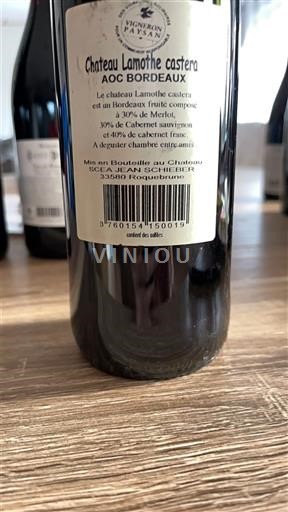 VIGNERON
PAYSAN
Chateau Lamothe castera
AOC BORDEAUX
Le chateau Lamothe castera
est un Bordeaux fruité composé
à 30% de Merlot,
30% de Cabernet sauvignon
et 40% de cabernet franc.
A deguster chambre entre amis
Mis en Bouteille au Chateau
SCEA JEAN SCHIEBER
33580 Roquebrune
3760154150019
contient des sulfites
VINIOU